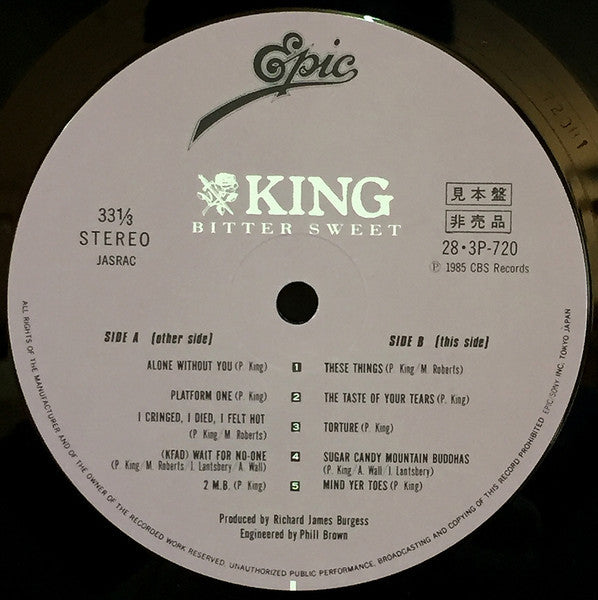 Epic
KING
BITTER SWEET
33⅓
STEREO
JASRAC
見本盤
非売品
28・3P-720
Ⓟ 1985 CBS Records
SIDE A (other side)
SIDE B (this side)
ALONE WITHOUT YOU (P. King)
1
THESE THINGS (P. King/M. Roberts)
PLATFORM ONE (P. King)
2
THE TASTE OF YOUR TEARS (P. King)
I CRINGED, I DIED, I FELT HOT
(P. King/M. Roberts)
3
TORTURE (P. King)
(KFAD) WAIT FOR NO-ONE
(P. King/M. Roberts/J. Lantsbery/A. Wall)
4
SUGAR CANDY MOUNTAIN BUDDHAS
(P. King/A. Wall/J. Lantsbery)
2 M.B. (P. King)
5
MIND YER TOES (P. King)
Produced by Richard James Burgess
Engineered by Phill Brown
ALL RIGHTS OF THE MANUFACTURER AND OF THE OWNER OF THE RECORDED WORK RESERVED. UNAUTHORIZED PUBLIC PERFORMANCE, BROADCASTING AND COPYING OF THIS RECORD PROHIBITED EPIC/SONY INC. TOKYO JAPAN